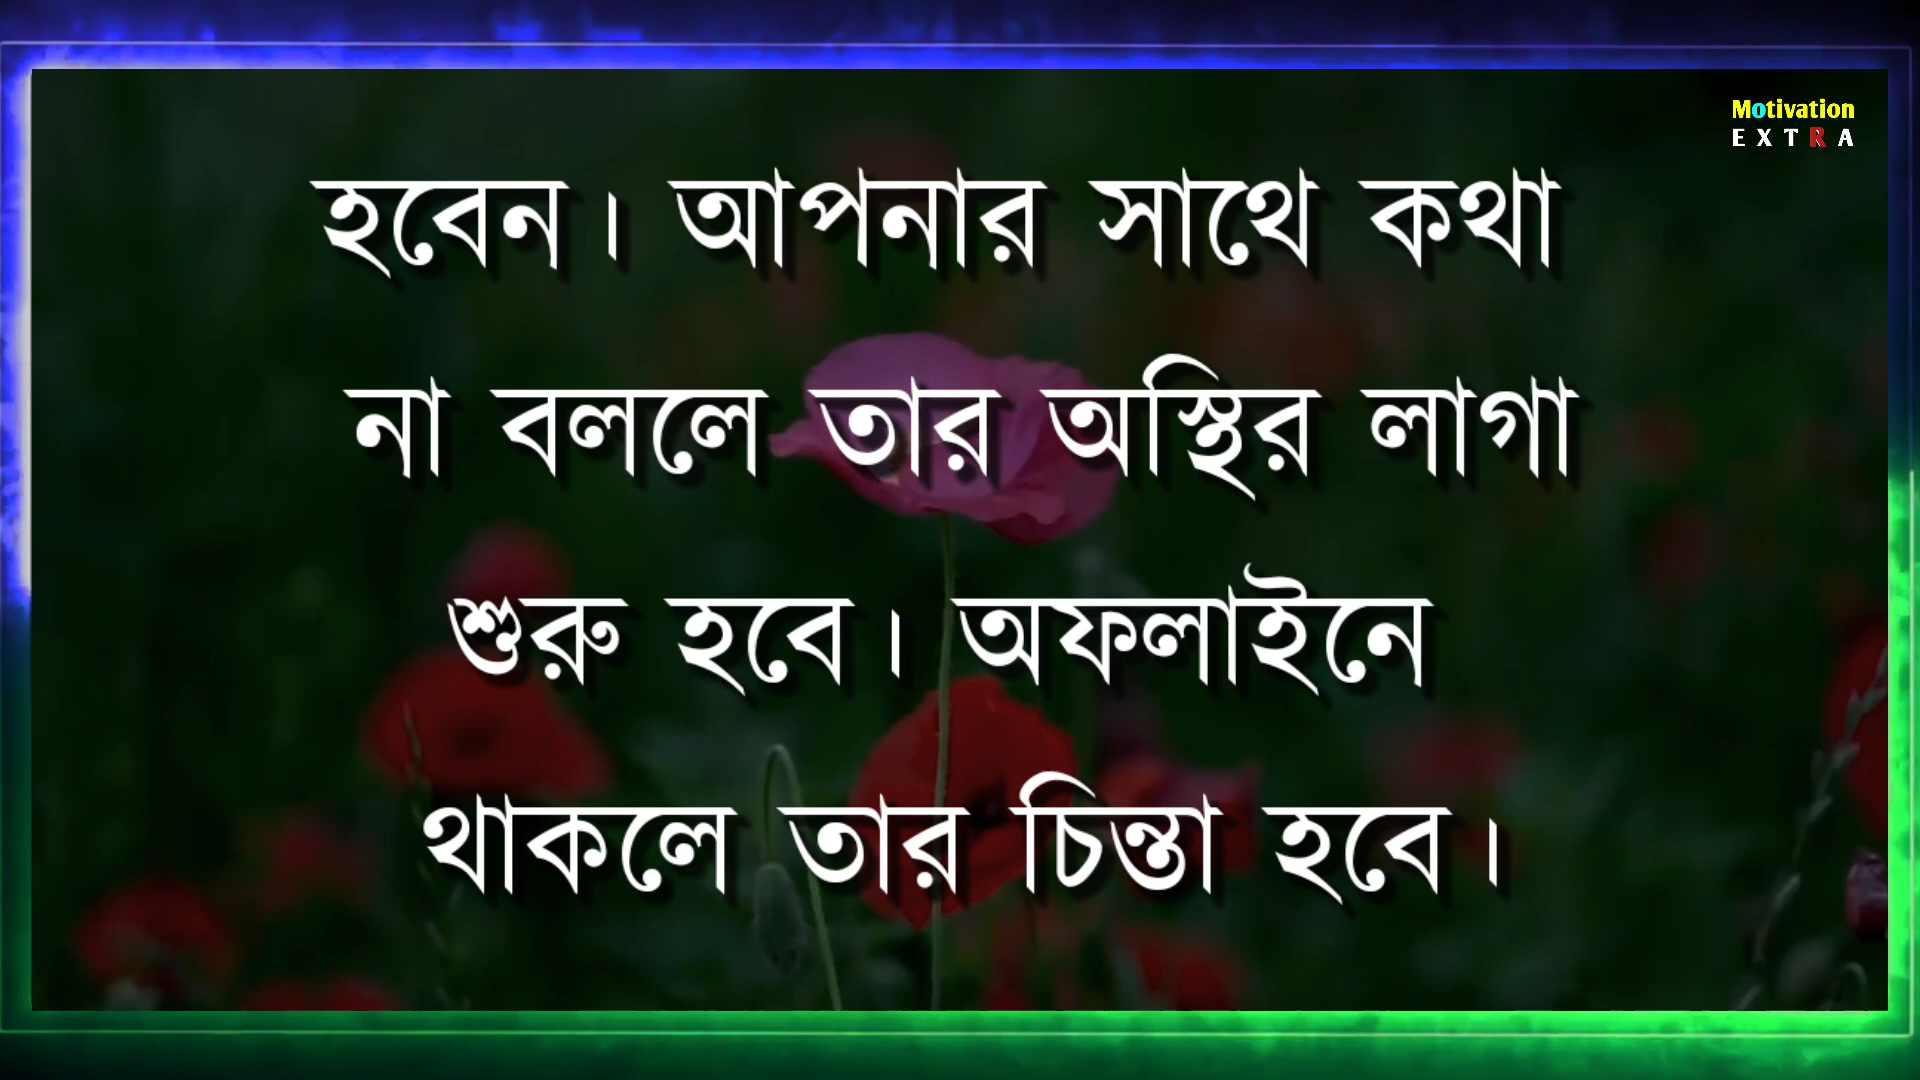 Motivation
EXTRA
হবেন। আপনার সাথে কথা
না বললে তার অস্থির লাগা
শুরু হবে। অফলাইনে
থাকলে তার চিন্তা হবে।